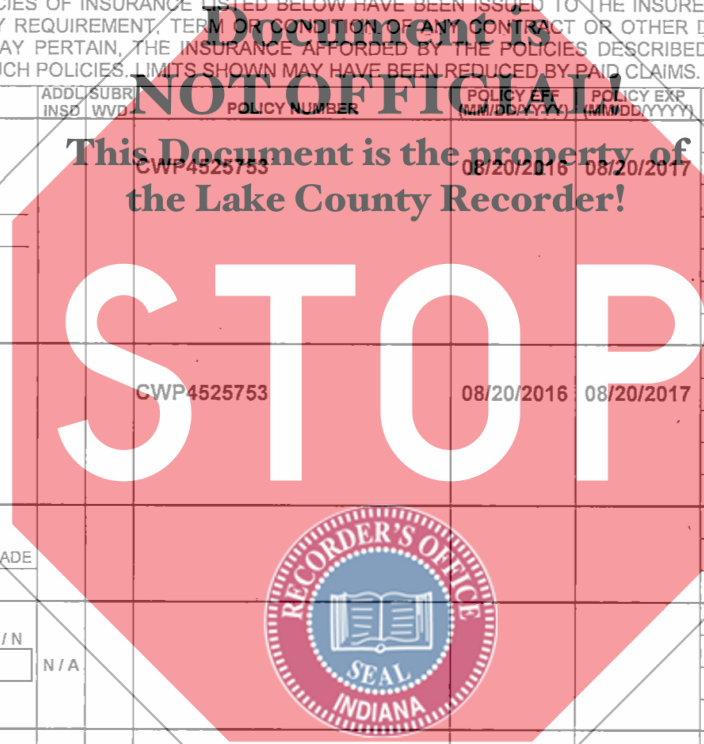 CIES OF INSURANCE LISTED BELOW HAVE BEEN ISSUED TO THE INSURE
Y REQUIREMENT, TERM OR CONDITION OF ANY CONTRACT OR OTHER D
AY PERTAIN, THE INSURANCE AFFORDED BY THE POLICIES DESCRIBED
UCH POLICIES. LIMITS SHOWN MAY HAVE BEEN REDUCED BY PAID CLAIMS.
Document is
NOT OFFICIAL!
This Document is the property of
the Lake County Recorder!
ADDL SUBR POLICY EFF POLICY EXP
INSD WVD POLICY NUMBER (MM/DD/YYYY) (MM/DD/YYYY)
CWP4525753 08/20/2016 08/20/2017
STOP
CWP4525753 08/20/2016 08/20/2017
ADE
/ N
N / A
RECORDER'S OFFICE
SEAL
INDIANA